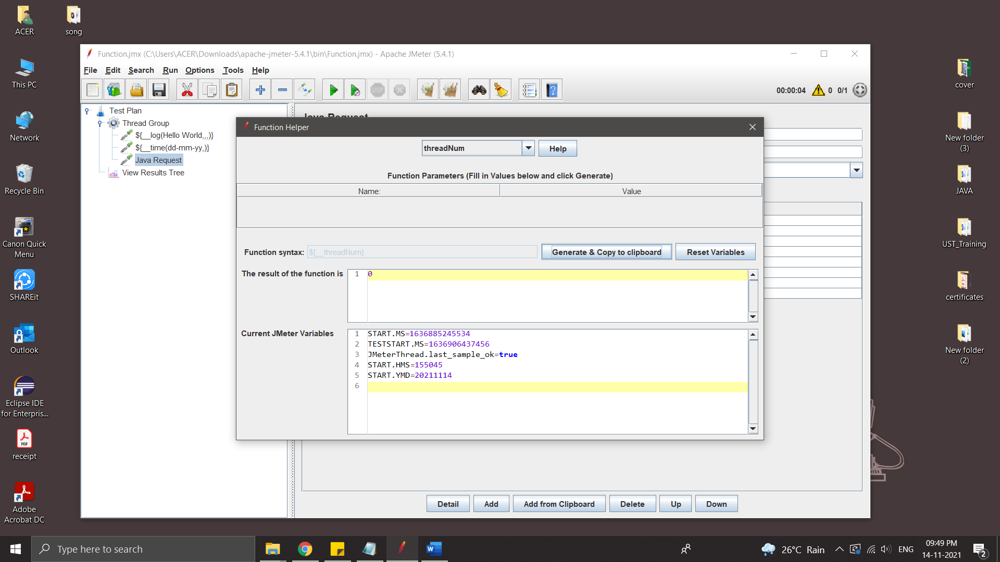 ACER
song
This PC
Network
Recycle Bin
Canon Quick
Menu
SHAREit
Outlook
Eclipse IDE
for Enterpris...
receipt
Adobe
Acrobat DC
Function.jmx (C:\Users\ACER\Downloads\apache-jmeter-5.4.1\bin\Function.jmx) - Apache JMeter (5.4.1)
File Edit Search Run Options Tools Help
STOP
00:00:04 0 0/1
Test Plan
Thread Group
${__log(Hello World,,,)}
${__time(dd-mm-yy,)}
Java Request
View Results Tree
Java Request
Function Helper
threadNum Help
Function Parameters (Fill in Values below and click Generate)
Name: Value
Function syntax: ${__threadNum} Generate & Copy to clipboard Reset Variables
The result of the function is 1 0
Current JMeter Variables 1 START.MS=1636885245534
2 TESTSTART.MS=1636906437456
3 JMeterThread.last_sample_ok=true
4 START.HMS=155045
5 START.YMD=20211114
6
Detail Add Add from Clipboard Delete Up Down
cover
New folder
(3)
JAVA
UST_Training
certificates
New folder
(2)
Type here to search
26°C Rain ENG 09:49 PM
14-11-2021
2